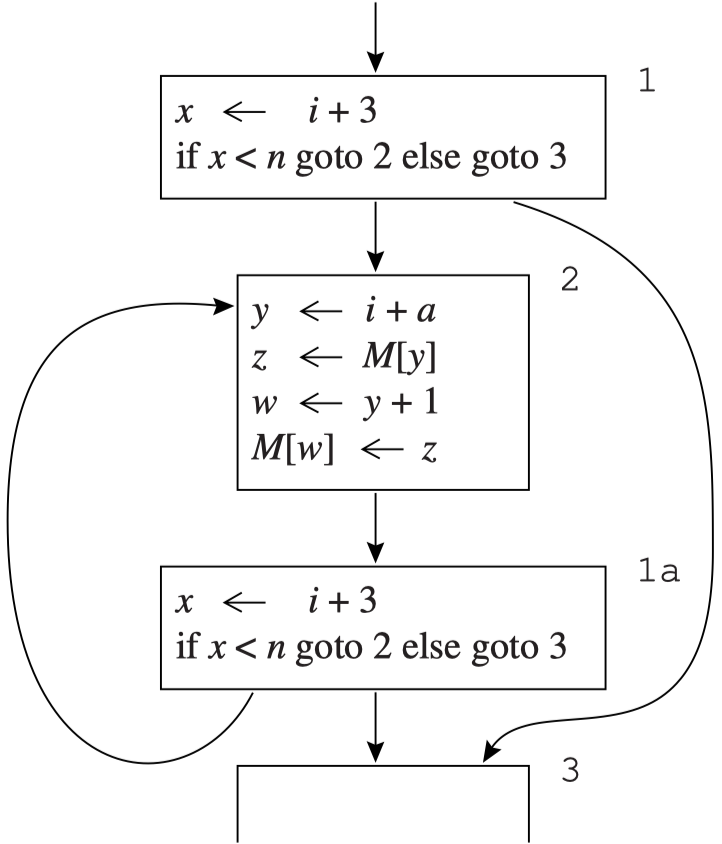 1
x ← i + 3
if x < n goto 2 else goto 3
2
y ← i + a
z ← M[y]
w ← y + 1
M[w] ← z
1a
x ← i + 3
if x < n goto 2 else goto 3
3